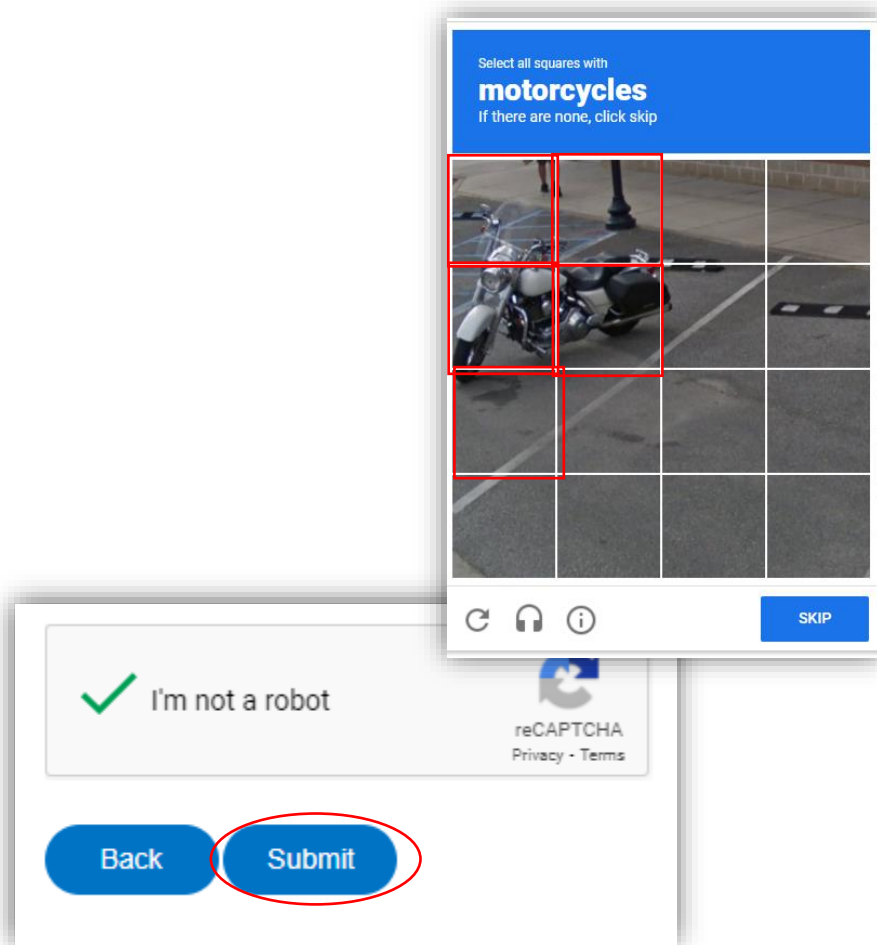 Select all squares with
motorcycles
If there are none, click skip
SKIP
I'm not a robot
reCAPTCHA
Privacy - Terms
Back
Submit